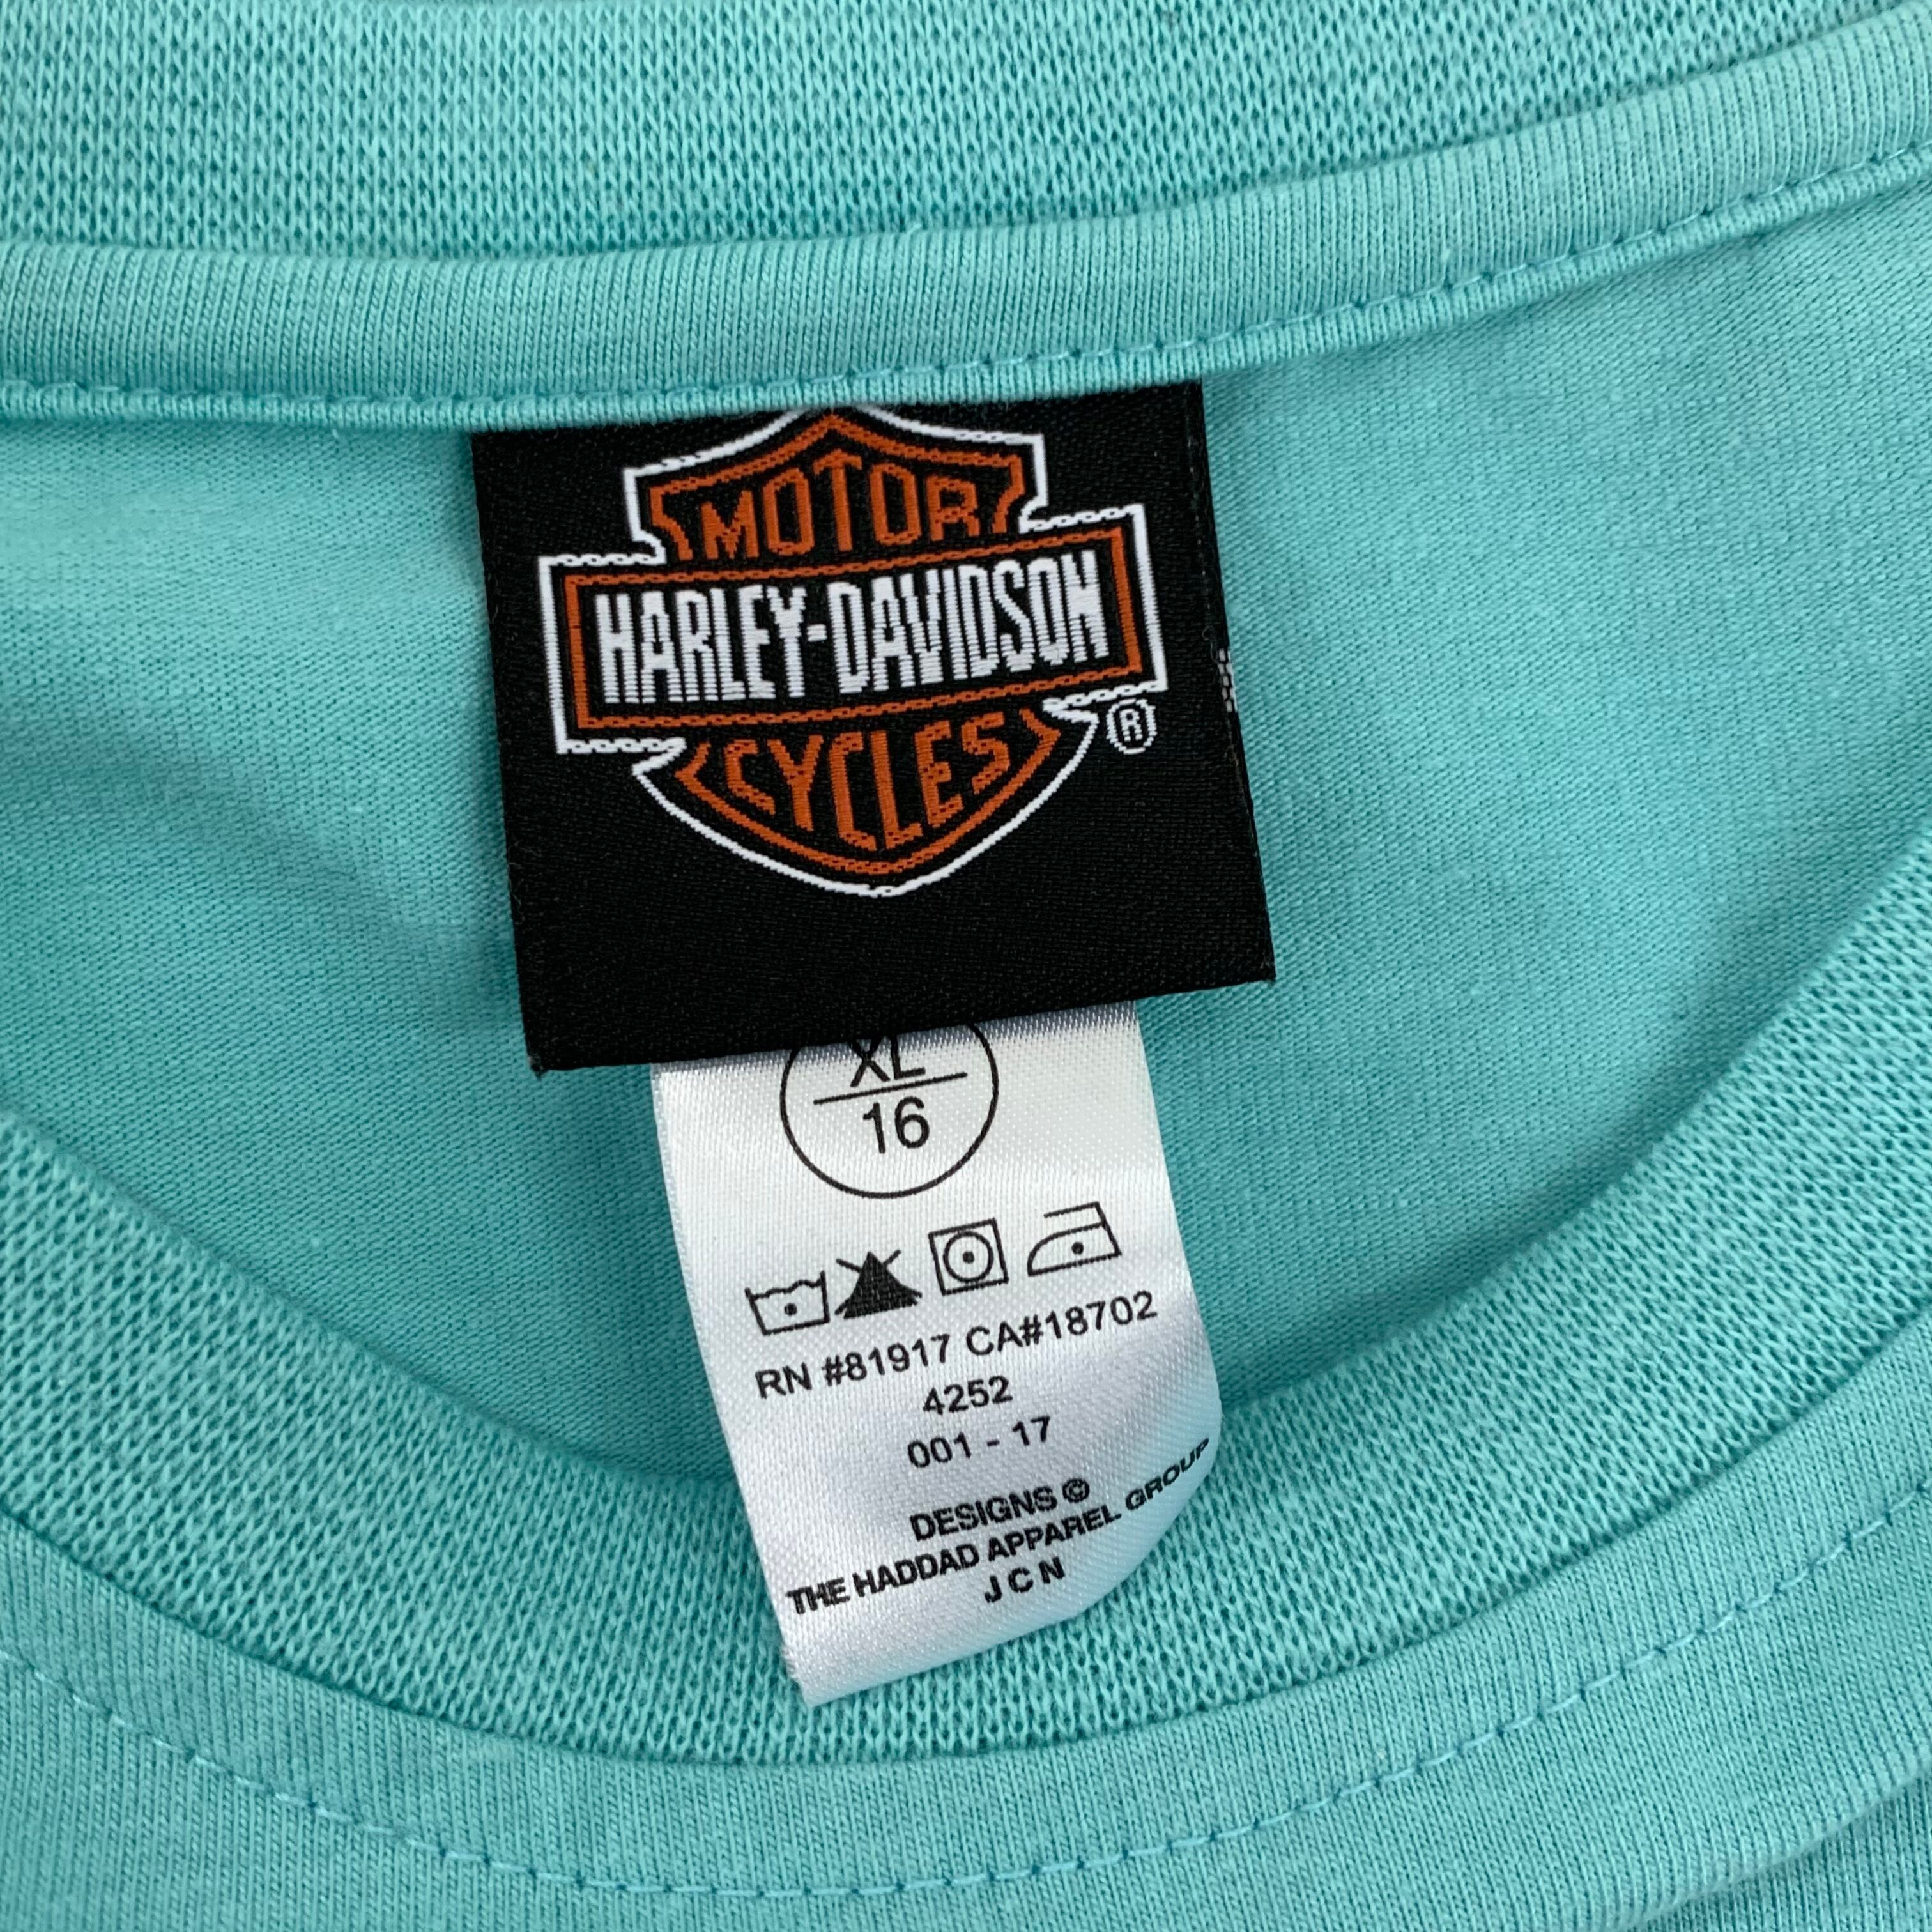 MOTOR
HARLEY-DAVIDSON
CYCLES
®
XL
16
RN #81917 CA#18702
4252
001 - 17
DESIGNS ©
THE HADDAD APPAREL GROUP
J C N